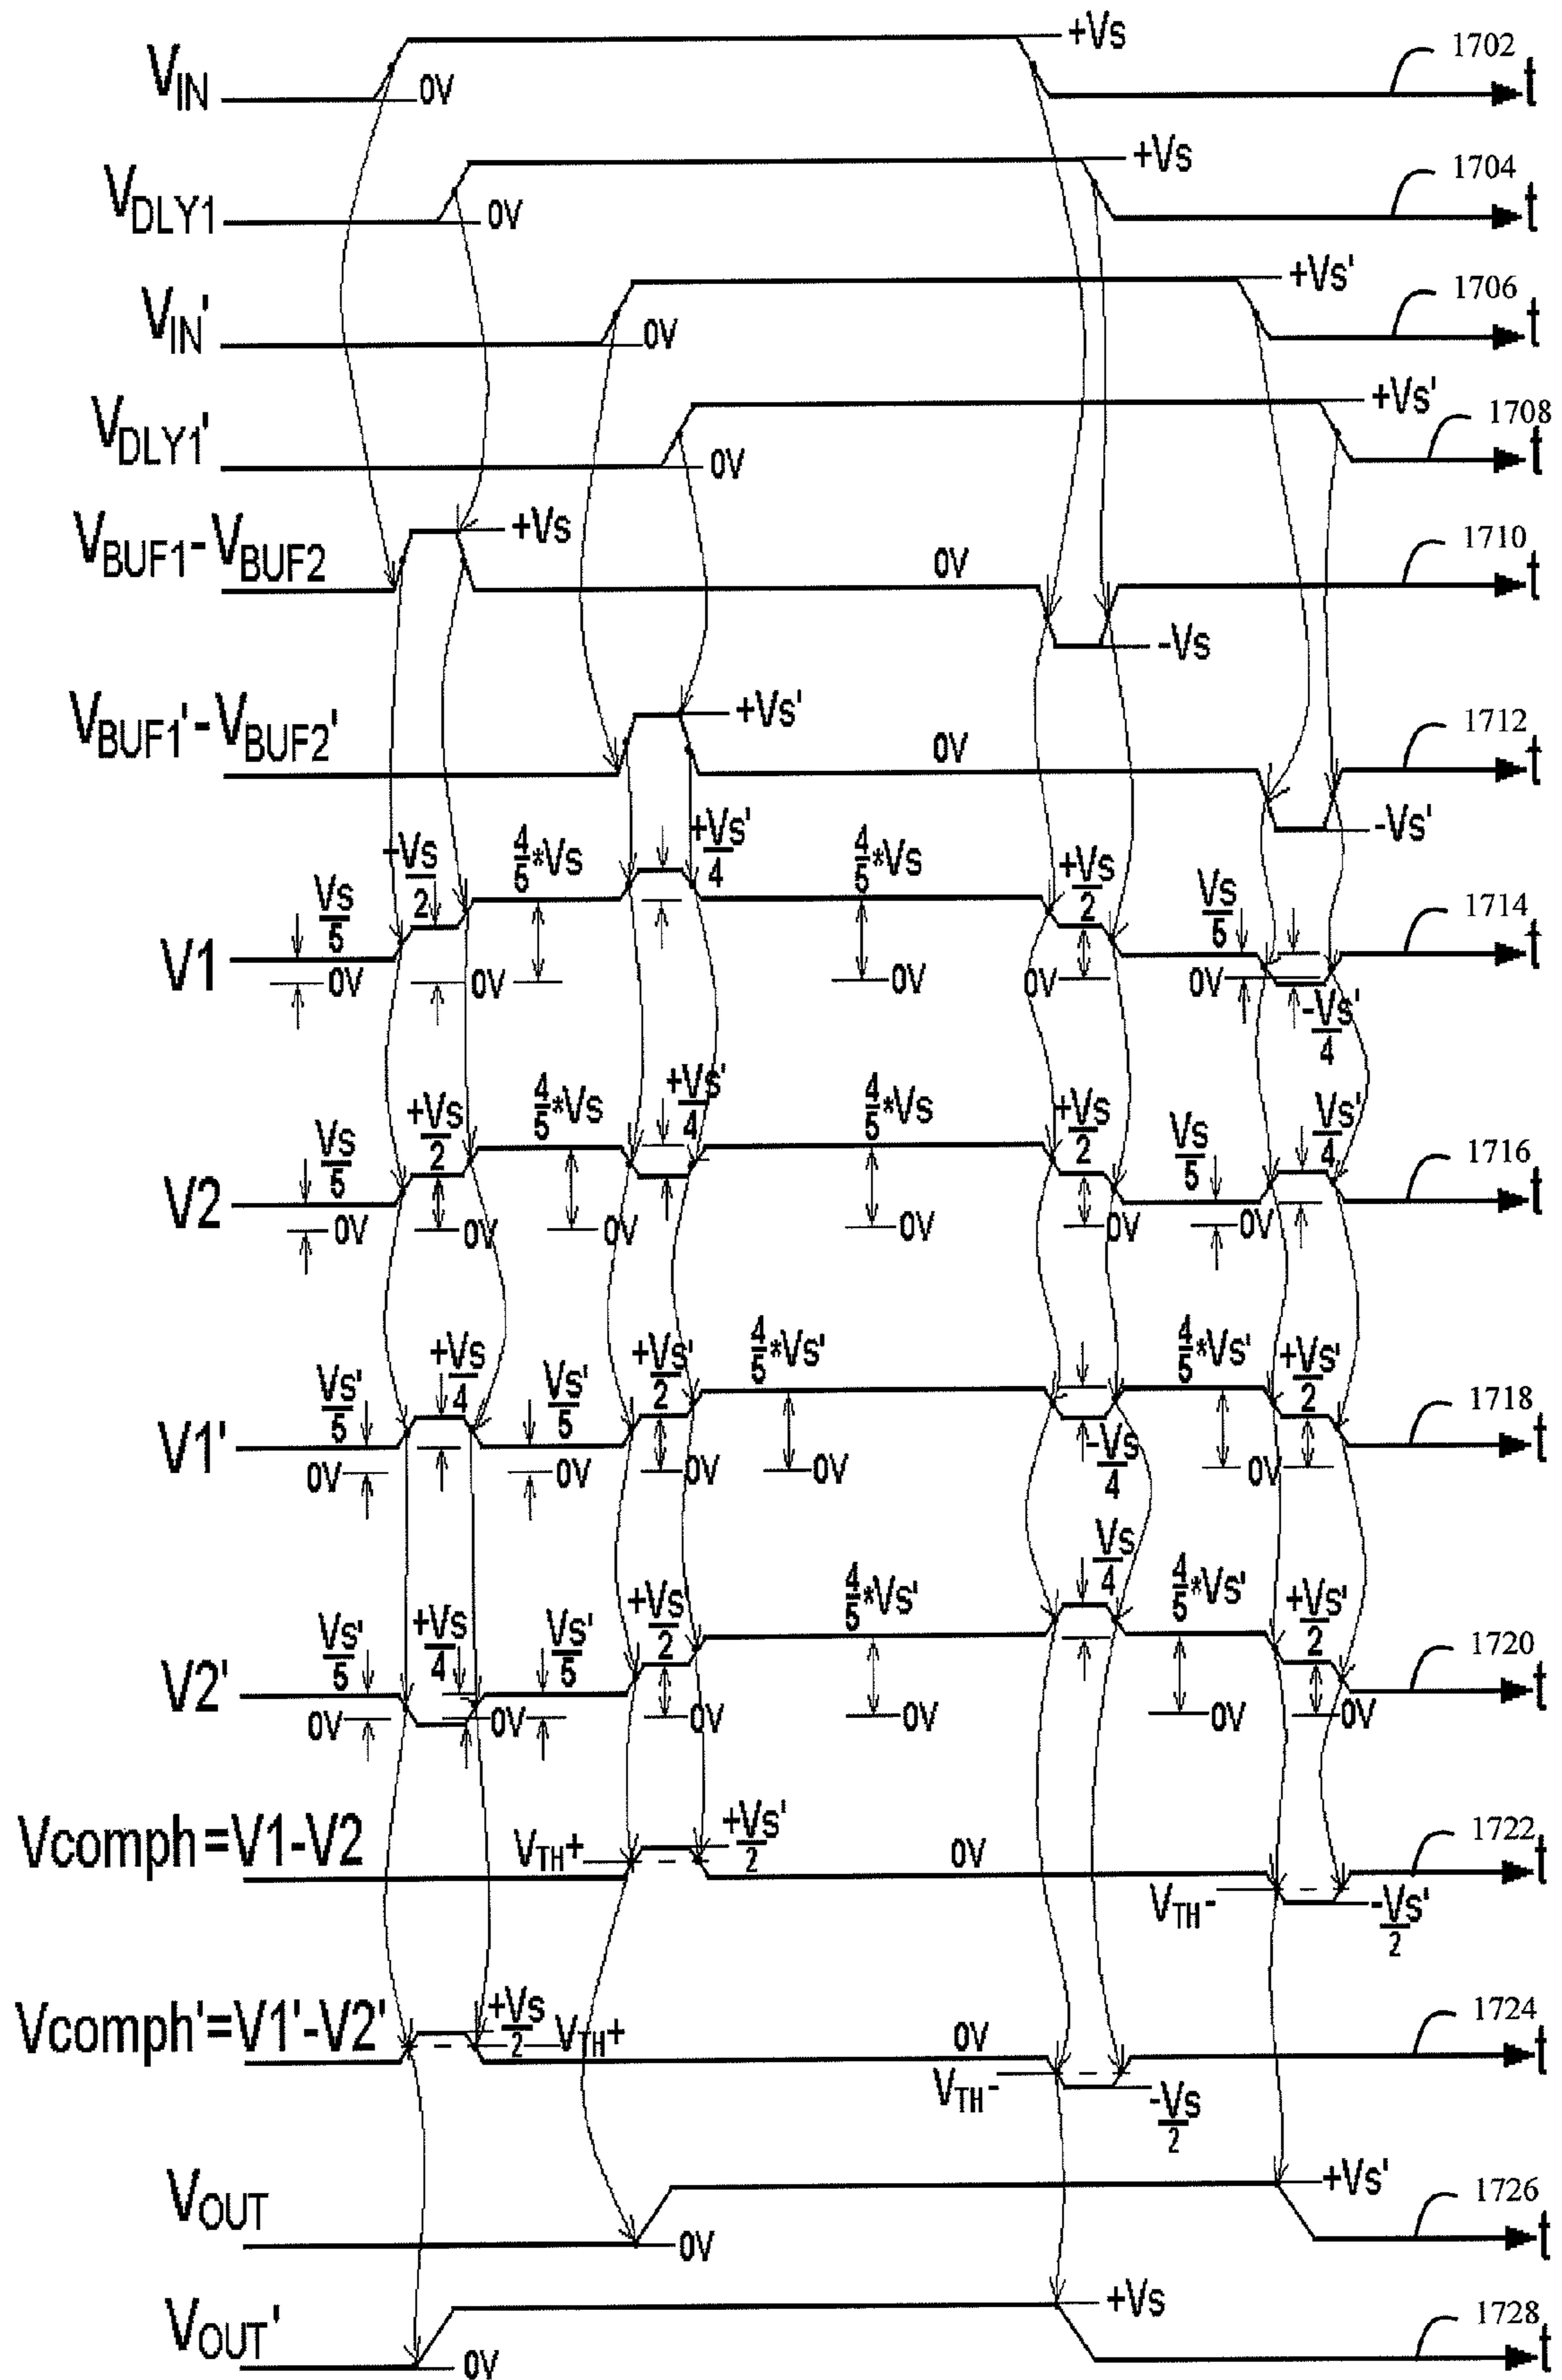 V_IN 0V +Vs 1702 t
V_DLY1 0V +Vs 1704 t
V_IN' 0V +Vs' 1706 t
V_DLY1' 0V +Vs' 1708 t
V_BUF1-V_BUF2 +Vs 0V -Vs 1710 t
V_BUF1'-V_BUF2' +Vs' 0V -Vs' 1712 t
V1 Vs/5 0V +Vs/2 0V 4/5*Vs +Vs'/4 4/5*Vs 0V +Vs/2 0V Vs/5 0V -Vs'/4 1714 t
V2 Vs/5 0V +Vs/2 0V 4/5*Vs 0V +Vs'/4 4/5*Vs 0V +Vs/2 0V Vs/5 0V Vs'/4 1716 t
V1' Vs'/5 0V +Vs/4 Vs'/5 0V +Vs'/2 0V 4/5*Vs' 0V -Vs/4 4/5*Vs' 0V +Vs'/2 1718 t
V2' Vs'/5 0V +Vs/4 0V Vs'/5 +Vs/2 0V 4/5*Vs' 0V Vs/4 4/5*Vs' 0V +Vs'/2 0V 1720 t
Vcomph=V1-V2 V_TH+ +Vs'/2 0V V_TH- -Vs'/2 1722 t
Vcomph'=V1'-V2' +Vs/2 V_TH+ 0V V_TH- -Vs/2 1724 t
V_OUT 0V +Vs' 1726 t
V_OUT' 0V +Vs 1728 t